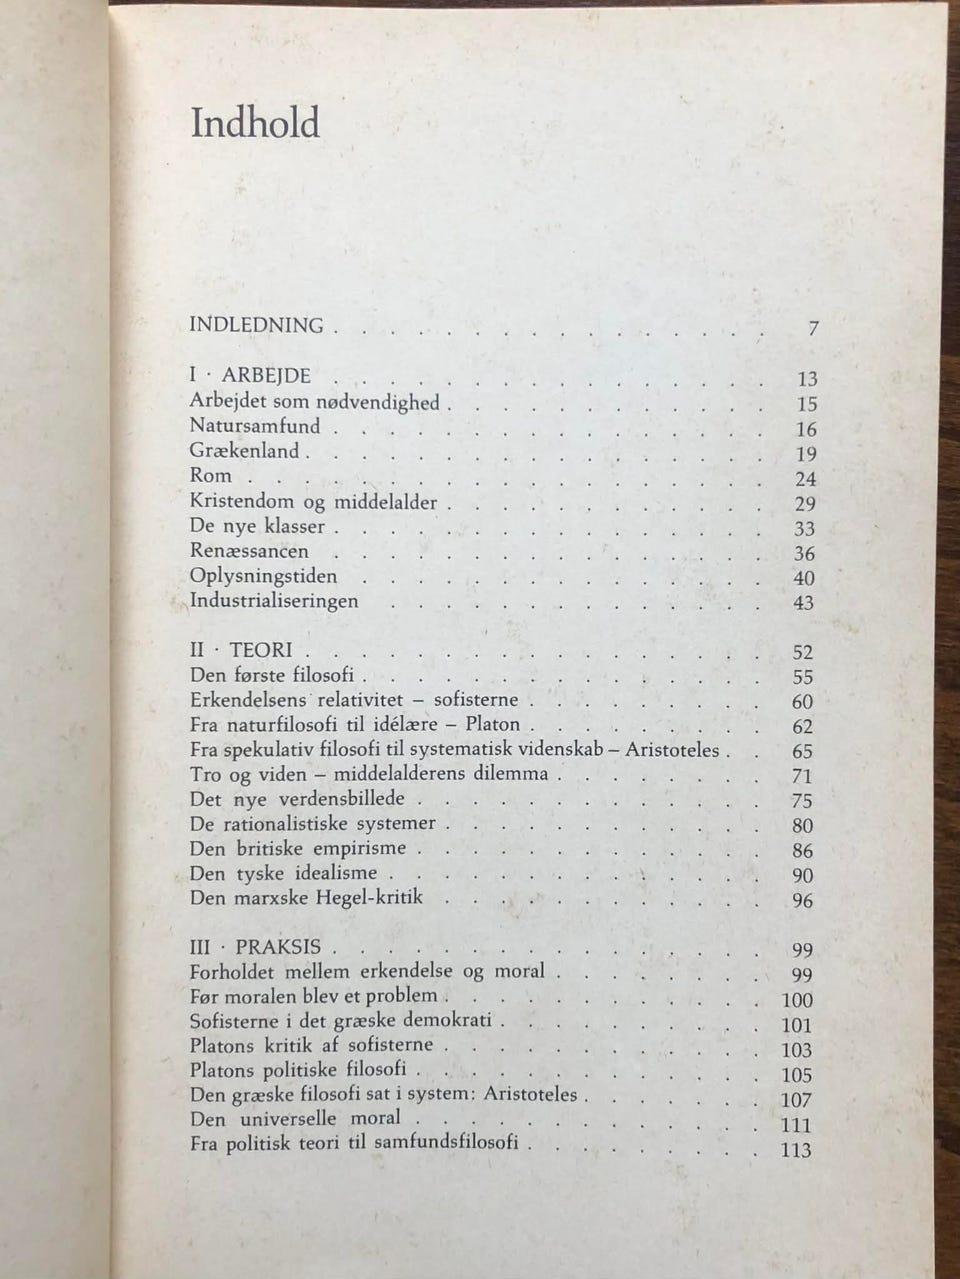 Indhold
INDLEDNING . . . . . . . . . . . . . . . . 7
I · ARBEJDE . . . . . . . . . . . . . . . . 13
Arbejdet som nødvendighed . . . . . . . . . . . . 15
Natursamfund . . . . . . . . . . . . . . . . 16
Grækenland . . . . . . . . . . . . . . . . . 19
Rom . . . . . . . . . . . . . . . . . . . 24
Kristendom og middelalder . . . . . . . . . . . . 29
De nye klasser . . . . . . . . . . . . . . . . 33
Renæssancen . . . . . . . . . . . . . . . . 36
Oplysningstiden . . . . . . . . . . . . . . . 40
Industrialiseringen . . . . . . . . . . . . . . 43
II · TEORI . . . . . . . . . . . . . . . . . 52
Den første filosofi . . . . . . . . . . . . . . . 55
Erkendelsens relativitet – sofisterne . . . . . . . . . 60
Fra naturfilosofi til idélære – Platon . . . . . . . . . 62
Fra spekulativ filosofi til systematisk videnskab – Aristoteles . . 65
Tro og viden – middelalderens dilemma . . . . . . . . 71
Det nye verdensbillede . . . . . . . . . . . . . 75
De rationalistiske systemer . . . . . . . . . . . . 80
Den britiske empirisme . . . . . . . . . . . . . 86
Den tyske idealisme . . . . . . . . . . . . . . 90
Den marxske Hegel-kritik . . . . . . . . . . . . 96
III · PRAKSIS . . . . . . . . . . . . . . . . 99
Forholdet mellem erkendelse og moral . . . . . . . . 99
Før moralen blev et problem . . . . . . . . . . . . 100
Sofisterne i det græske demokrati . . . . . . . . . . 101
Platons kritik af sofisterne . . . . . . . . . . . . 103
Platons politiske filosofi . . . . . . . . . . . . . 105
Den græske filosofi sat i system: Aristoteles . . . . . . . 107
Den universelle moral . . . . . . . . . . . . . 111
Fra politisk teori til samfundsfilosofi . . . . . . . . . 113